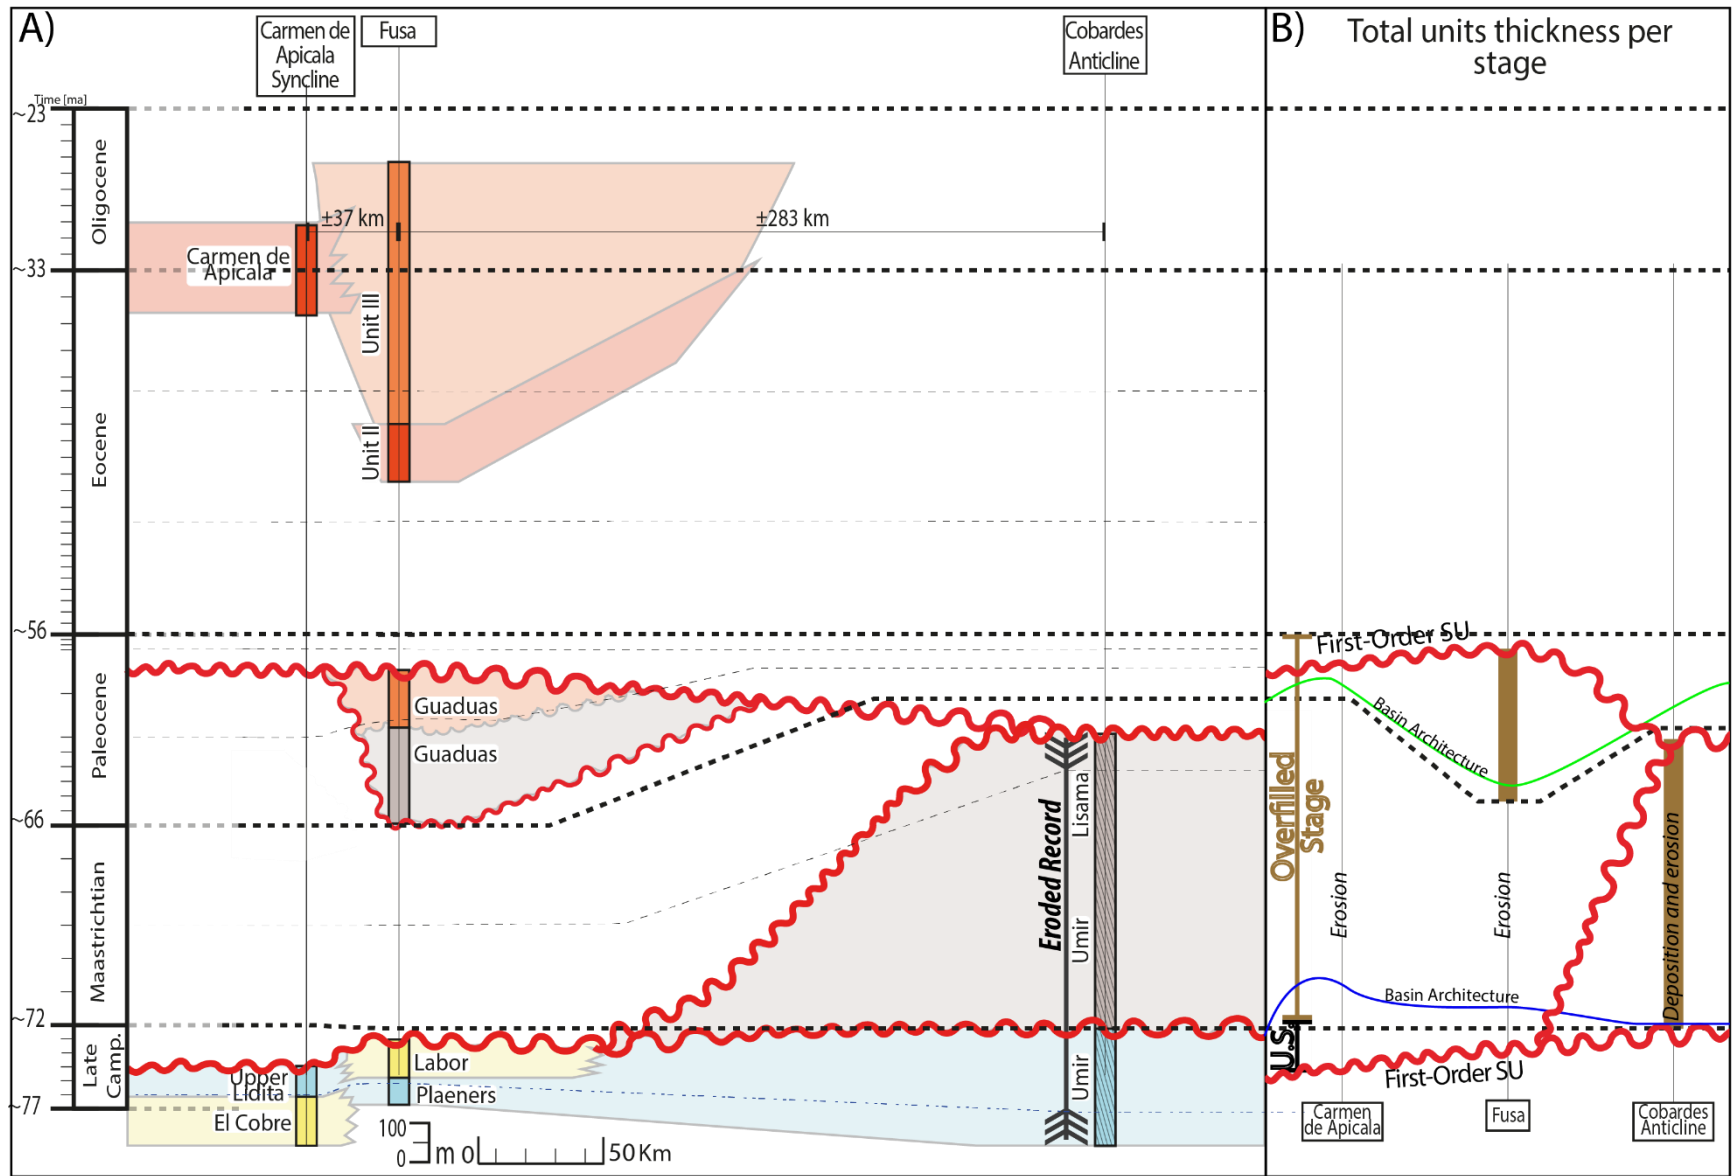 A)
Carmen de
Apicala
Syncline
Fusa
Cobardes
Anticline
B)
Total units thickness per
stage
Time [ma]
~23
Oligocene
±37 km
±283 km
Carmen de
Apicala
~33
Unit III
Eocene
Unit II
~56
First-Order SU
Paleocene
Guaduas
Guaduas
Basin Architecture
Overfilled
Stage
Lisama
~66
Eroded Record
Maastrichtian
Umir
Erosion
Erosion
Deposition and erosion
Basin Architecture
~72
Late
Camp.
Labor
Upper
Lidita
Plaeners
Umir
U.S.
First-Order SU
~77
El Cobre
100
0
m
0
50 Km
Carmen
de Apicala
Fusa
Cobardes
Anticline